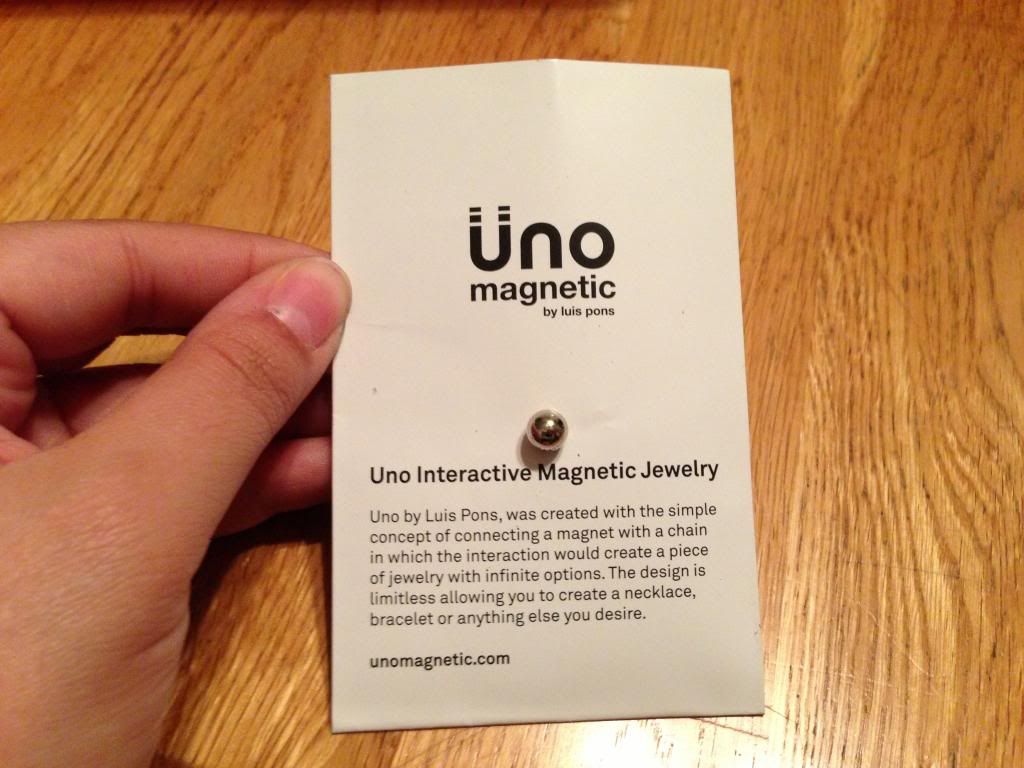 Üno
magnetic
by luis pons
Uno Interactive Magnetic Jewelry
Uno by Luis Pons, was created with the simple
concept of connecting a magnet with a chain
in which the interaction would create a piece
of jewelry with infinite options. The design is
limitless allowing you to create a necklace,
bracelet or anything else you desire.
unomagnetic.com